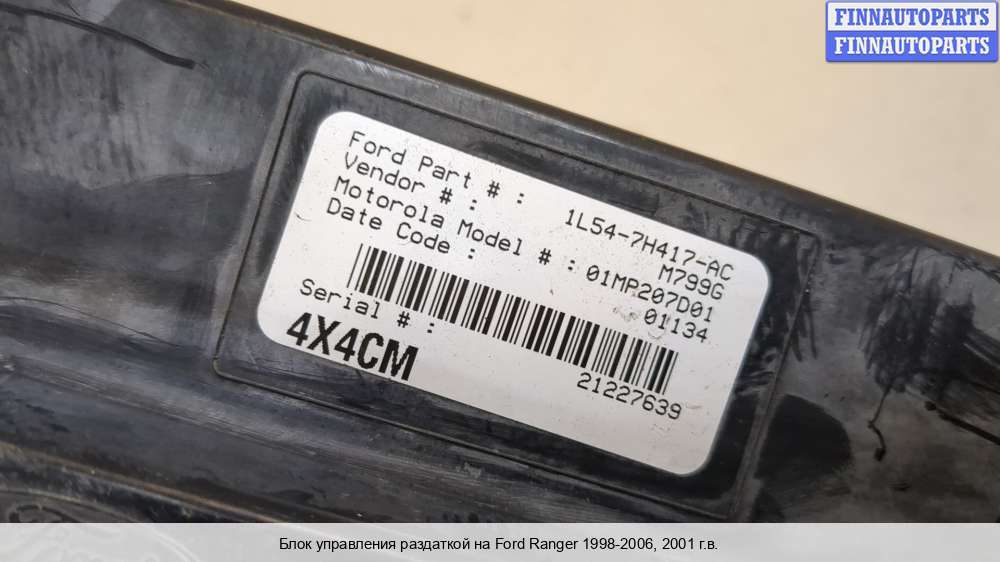 FINNAUTOPARTS
FINNAUTOPARTS
Ford Part # : 1L54-7H417-AC
Vendor # : M799G
Motorola Model # : 01MP207D01
Date Code : 01134
Serial # : 21227639
4X4CM
Блок управления раздаткой на Ford Ranger 1998-2006, 2001 г.в.